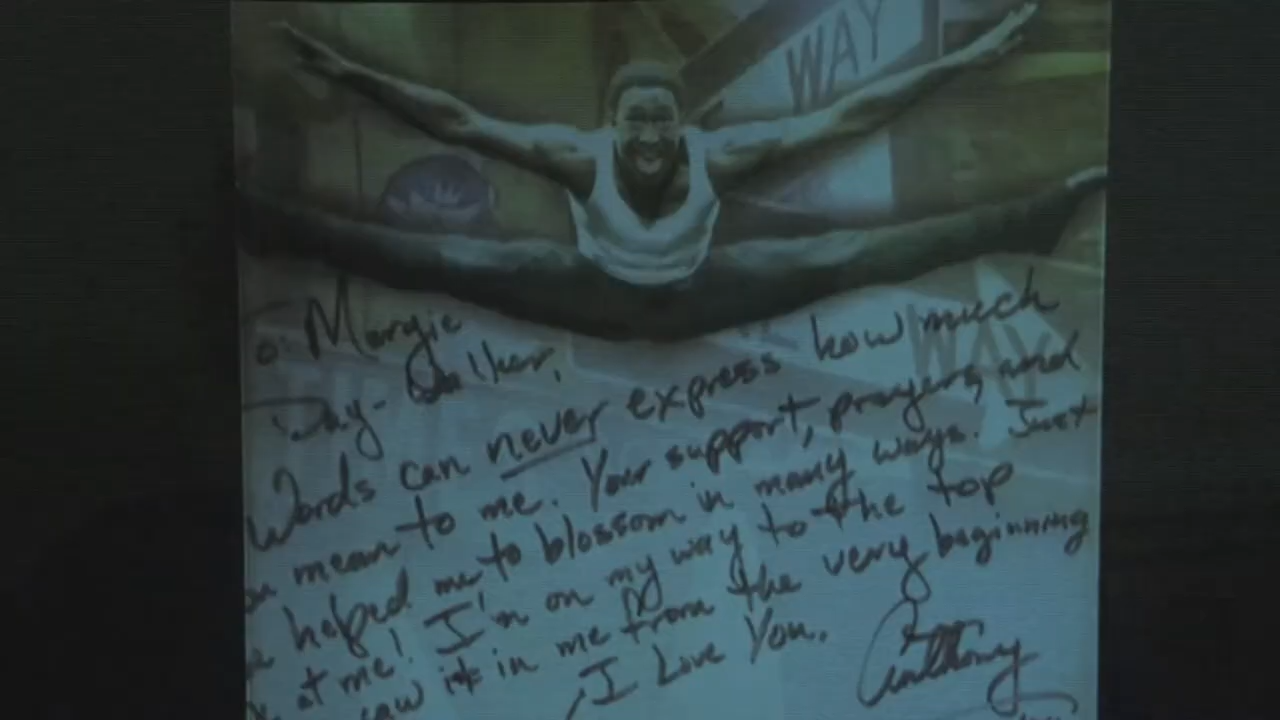 WAY
WAY
To Margie
Day-Walker,
Words can never express how much
mean to me. Your support, prayers, and
helped me to blossom in many ways. Just
at me! I'm on my way to the top
saw it in me from the very beginning
I Love You.
Anthony